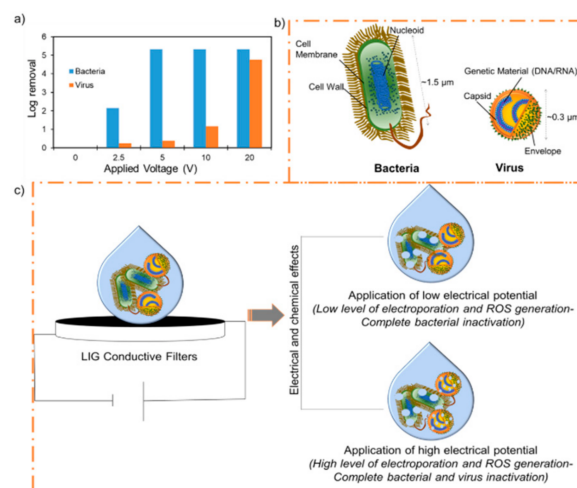 a)
Log removal
6
5
4
3
2
1
0
Bacteria
Virus
0 2.5 5 10 20
Applied Voltage (V)
b)
Nucleoid
Cell
Membrane
Cell Wall
~1.5 µm
Bacteria
Genetic Material (DNA/RNA)
Capsid
~0.3 µm
Envelope
Virus
c)
LIG Conductive Filters
Electrical and chemical effects
Application of low electrical potential
(Low level of electroporation and ROS generation-
Complete bacterial inactivation)
Application of high electrical potential
(High level of electroporation and ROS generation-
Complete bacterial and virus inactivation)